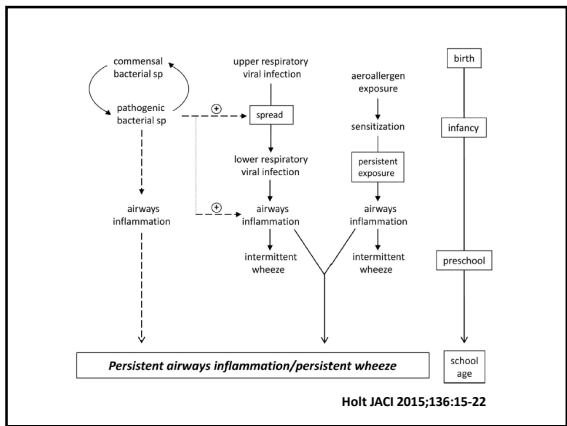 commensal
bacterial sp
pathogenic
bacterial sp
airways
inflammation
upper respiratory
viral infection
+
spread
lower respiratory
viral infection
+
airways
inflammation
intermittent
wheeze
aeroallergen
exposure
sensitization
persistent
exposure
airways
inflammation
intermittent
wheeze
birth
infancy
preschool
school
age
Persistent airways inflammation/persistent wheeze
Holt JACI 2015;136:15-22